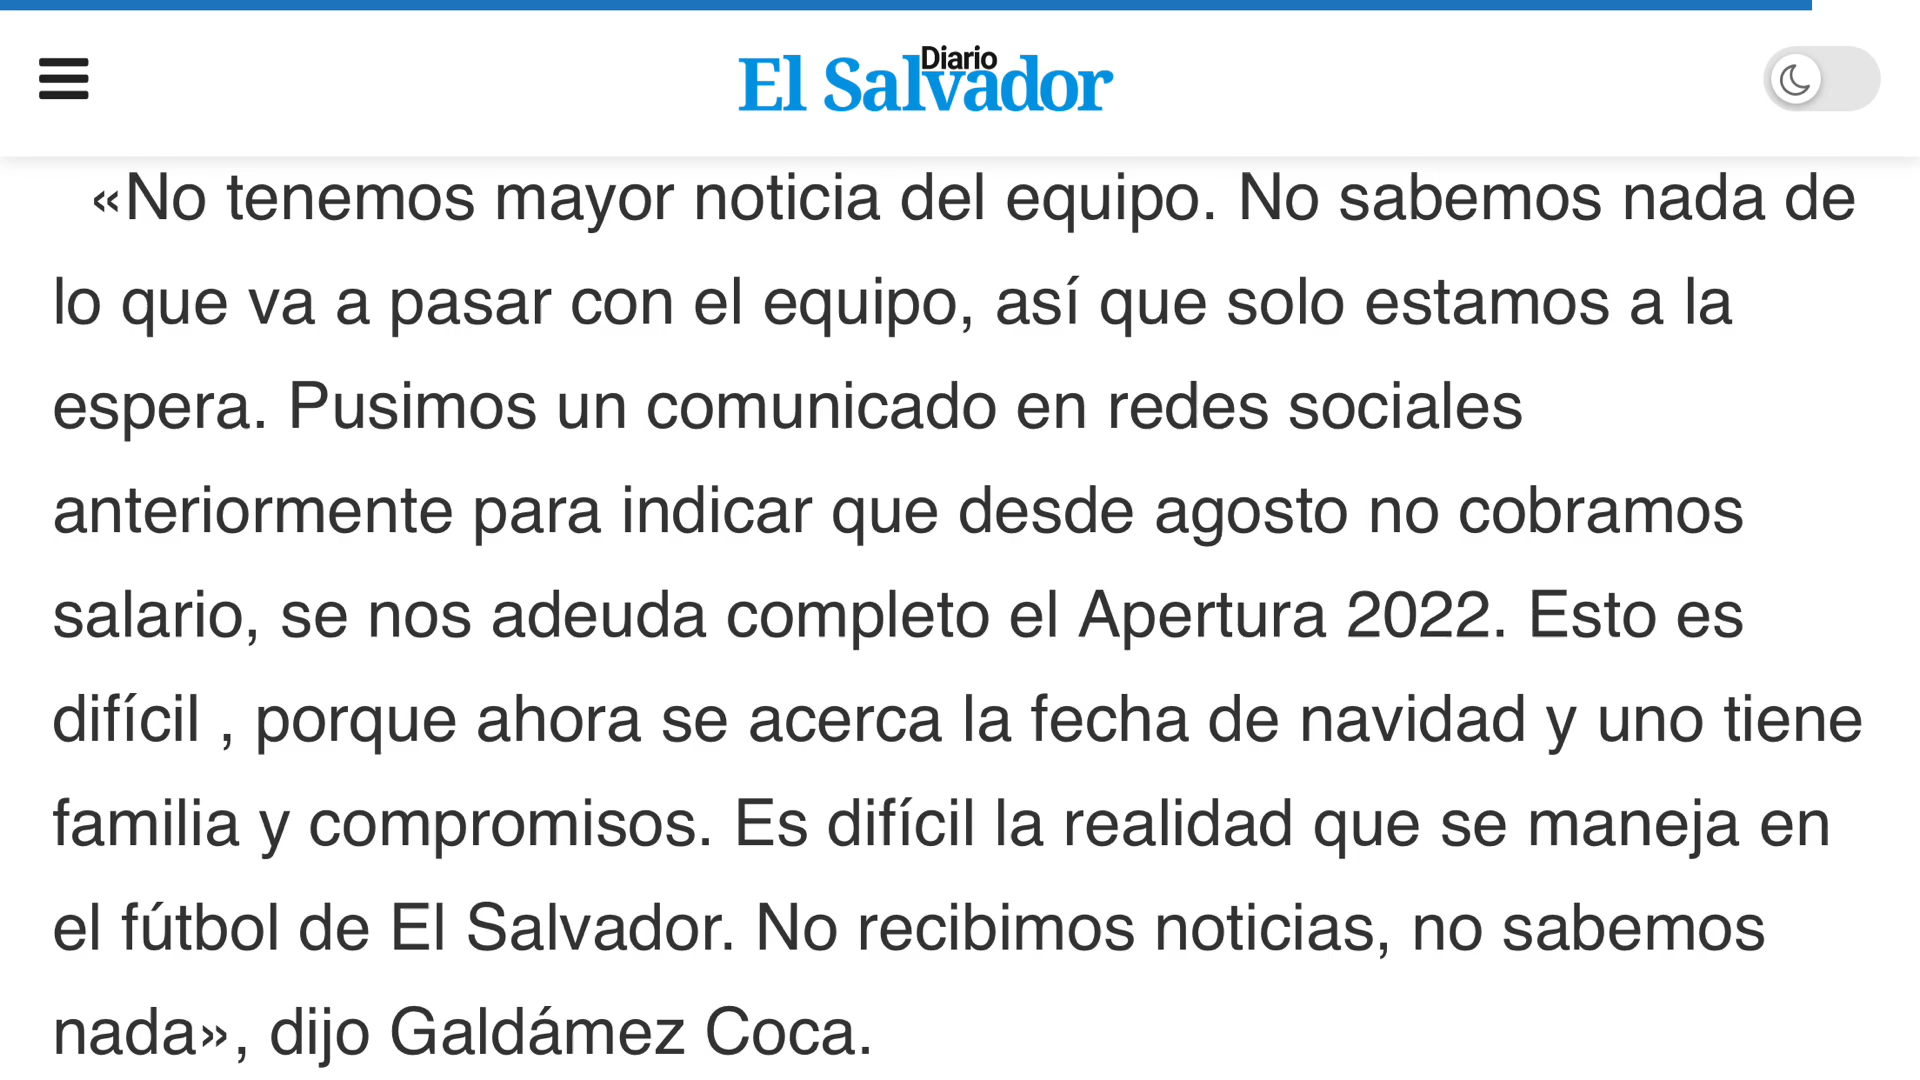 Diario
El Salvador
«No tenemos mayor noticia del equipo. No sabemos nada de
lo que va a pasar con el equipo, así que solo estamos a la
espera. Pusimos un comunicado en redes sociales
anteriormente para indicar que desde agosto no cobramos
salario, se nos adeuda completo el Apertura 2022. Esto es
difícil , porque ahora se acerca la fecha de navidad y uno tiene
familia y compromisos. Es difícil la realidad que se maneja en
el fútbol de El Salvador. No recibimos noticias, no sabemos
nada», dijo Galdámez Coca.